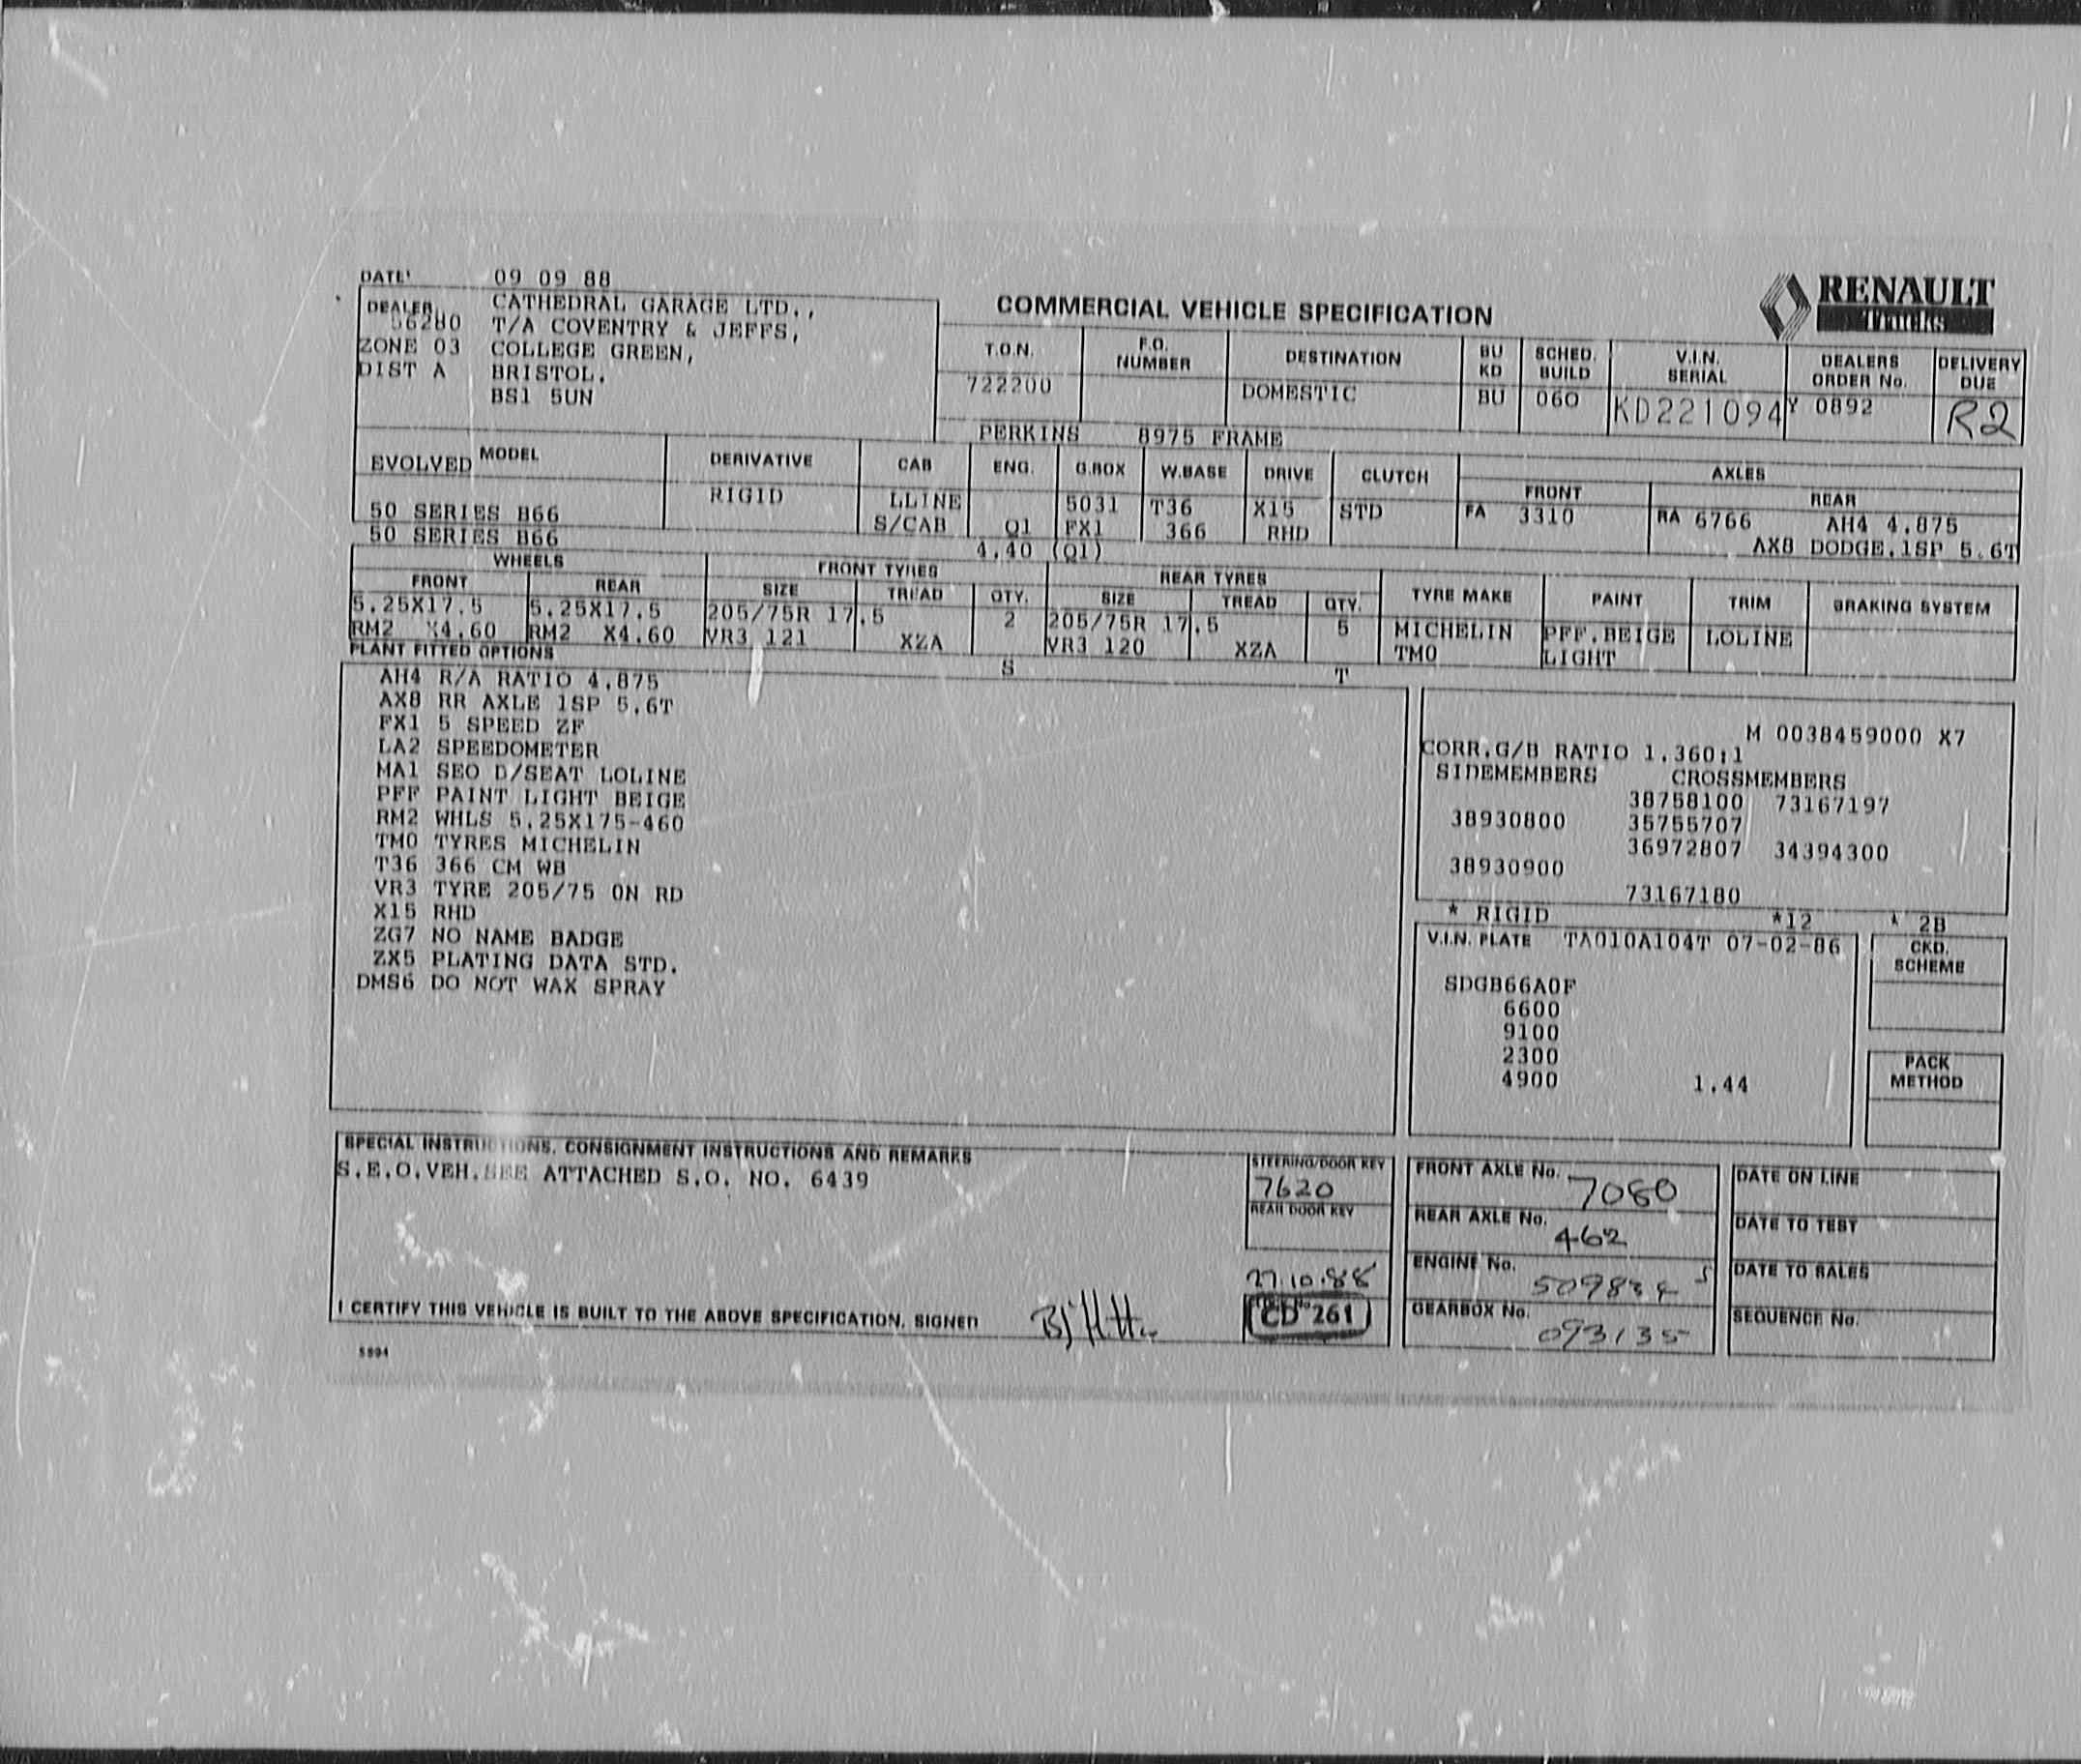 DATE 09 09 88
DEALER CATHEDRAL GARAGE LTD.,
56280 T/A COVENTRY & JEFFS,
ZONE 03 COLLEGE GREEN,
DIST A BRISTOL.
BS1 5UN
COMMERCIAL VEHICLE SPECIFICATION
RENAULT
Trucks
T.O.N. F.O. NUMBER DESTINATION BU KD SCHED. BUILD V.I.N. SERIAL DEALERS ORDER No. DELIVERY DUE
722200 DOMESTIC BU 060 KD221094 Y 0892 R2
PERKINS 8975 FRAME
EVOLVED MODEL DERIVATIVE CAB ENG. G.BOX W.BASE DRIVE CLUTCH AXLES
FRONT REAR
50 SERIES B66 RIGID LLINE 5031 T36 X15 STD FA 3310 RA 6766 AH4 4.875
50 SERIES B66 S/CAB Q1 FX1 366 RHD AX8 DODGE.1SP 5.6T
4.40 (Q1)
WHEELS FRONT TYRES REAR TYRES
FRONT REAR SIZE TREAD QTY. SIZE TREAD QTY. TYRE MAKE PAINT TRIM BRAKING SYSTEM
5.25X17.5 5.25X17.5 205/75R 17.5 2 205/75R 17.5 5 MICHELIN PFF.BEIGE LOLINE
RM2 X4.60 RM2 X4.60 VR3 121 XZA VR3 120 XZA TM0 LIGHT
PLANT FITTED OPTIONS S T
AH4 R/A RATIO 4.875
AX8 RR AXLE 1SP 5.6T
FX1 5 SPEED ZF
LA2 SPEEDOMETER
MA1 SEO D/SEAT LOLINE
PFF PAINT LIGHT BEIGE
RM2 WHLS 5.25X175-460
TM0 TYRES MICHELIN
T36 366 CM WB
VR3 TYRE 205/75 ON RD
X15 RHD
ZG7 NO NAME BADGE
ZX5 PLATING DATA STD.
DMS6 DO NOT WAX SPRAY
M 0038459000 X7
CORR.G/B RATIO 1.360:1
SIDEMEMBERS CROSSMEMBERS
38758100 73167197
38930800 35755707
36972807 34394300
38930900
73167180
* RIGID *12 * 2B
V.I.N. PLATE TA010A104T 07-02-86
CKD. SCHEME
SDGB66A0F
6600
9100
2300
4900 1.44
PACK METHOD
SPECIAL INSTRUCTIONS. CONSIGNMENT INSTRUCTIONS AND REMARKS
S.E.O.VEH.SEE ATTACHED S.O. NO. 6439
STEERING/DOOR KEY
7620
REAR DOOR KEY
27.10.88
CD 261
I CERTIFY THIS VEHICLE IS BUILT TO THE ABOVE SPECIFICATION. SIGNED
FRONT AXLE No. 7080
REAR AXLE No. 462
ENGINE No. 509834 S
GEARBOX No. 093135
DATE ON LINE
DATE TO TEST
DATE TO SALES
SEQUENCE No.
5894